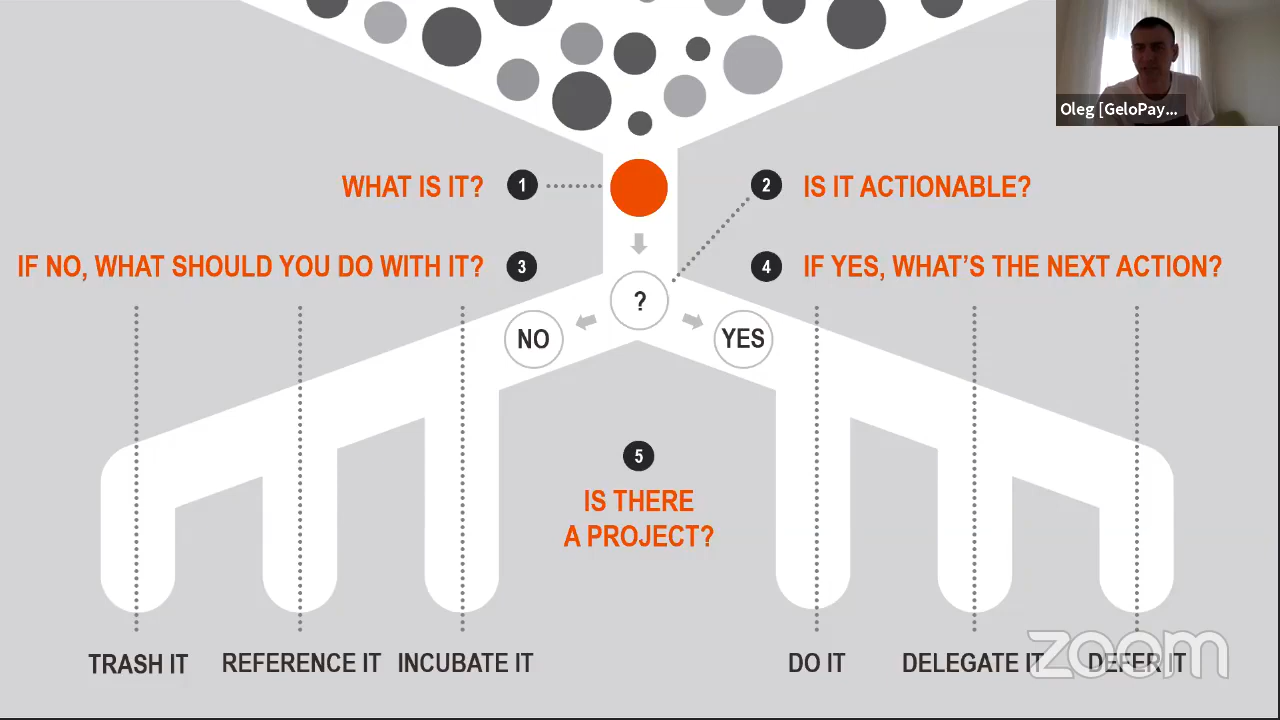 Oleg [GeloPay...
WHAT IS IT?
1
2
IS IT ACTIONABLE?
IF NO, WHAT SHOULD YOU DO WITH IT?
3
4
IF YES, WHAT'S THE NEXT ACTION?
?
NO
YES
5
IS THERE
A PROJECT?
TRASH IT
REFERENCE IT
INCUBATE IT
DO IT
DELEGATE IT
DEFER IT
zoom